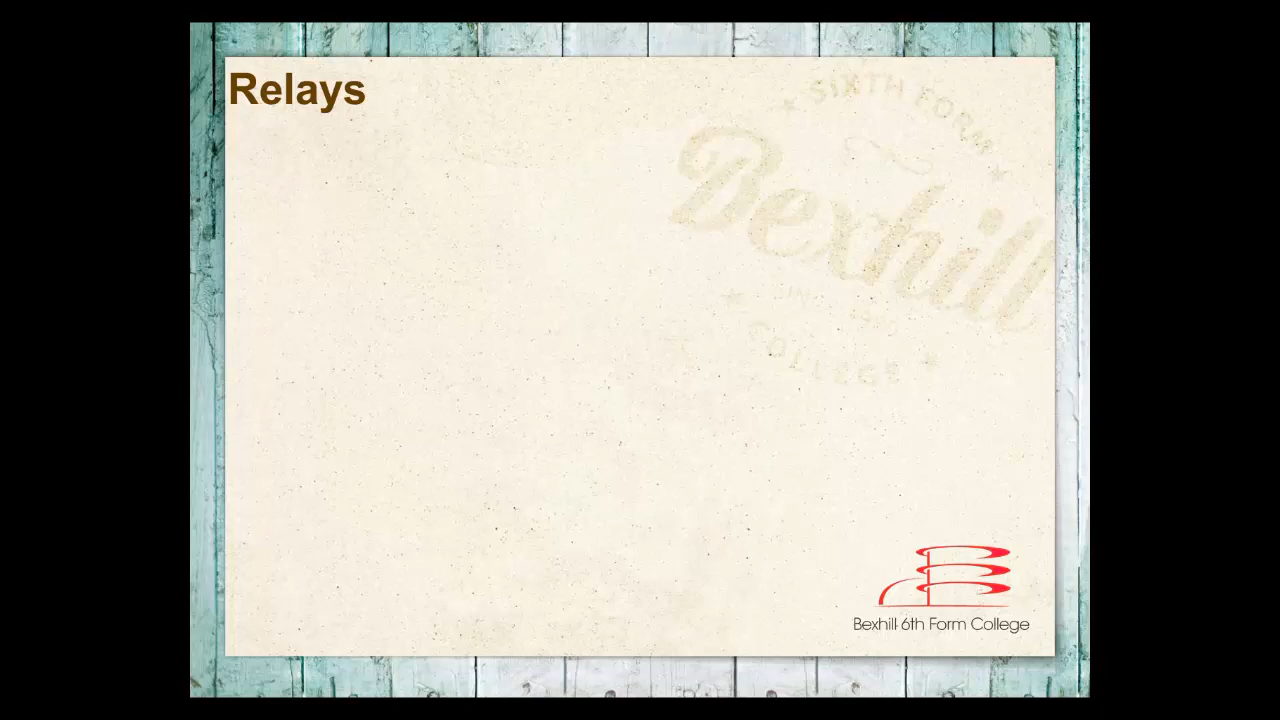 Relays
SIXTH FORM
Bexhill
COLLEGE
Bexhill 6th Form College